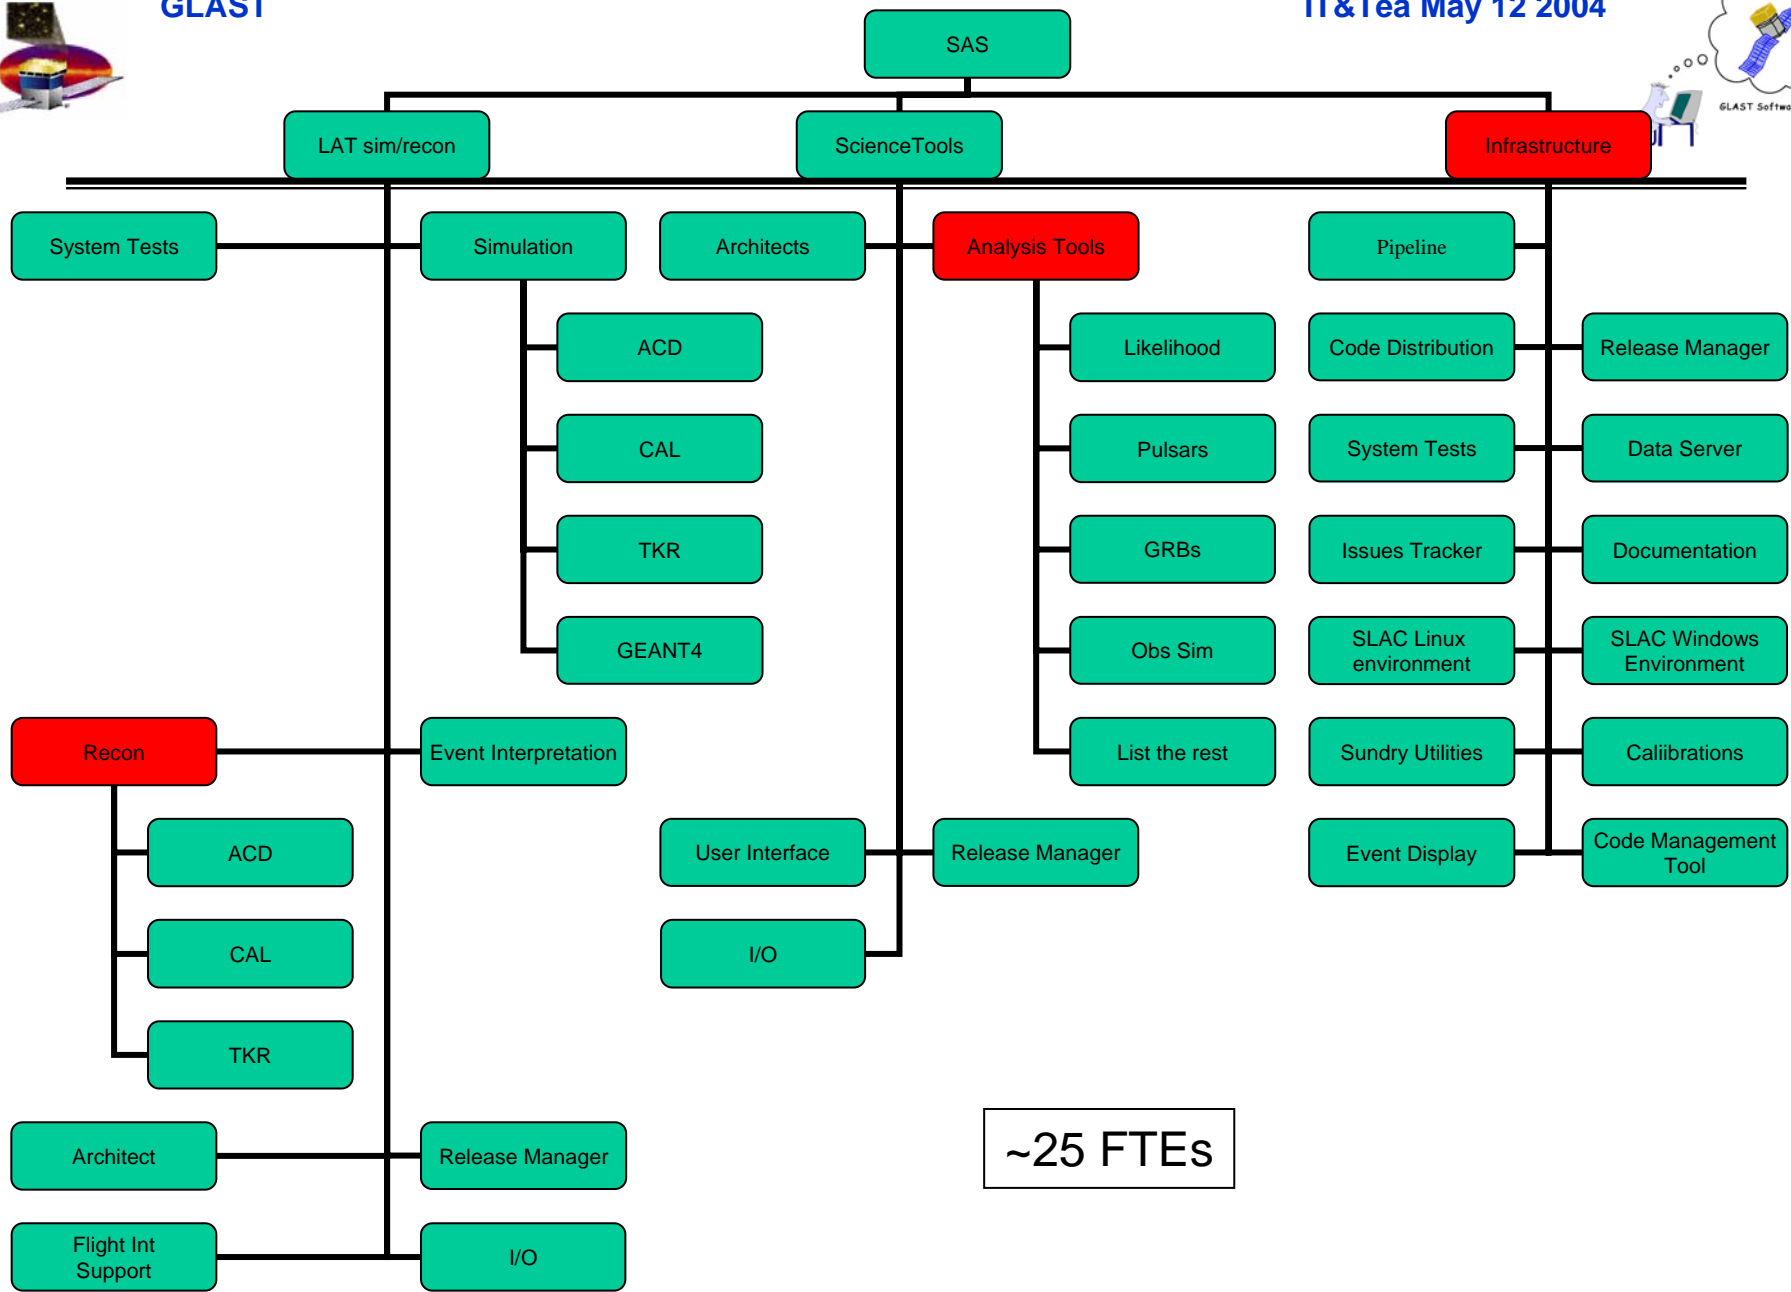 GLAST
IT&Tea May 12 2004
SAS
LAT sim/recon
ScienceTools
Infrastructure
System Tests
Simulation
Architects
Analysis Tools
Pipeline
ACD
Likelihood
Code Distribution
Release Manager
CAL
Pulsars
System Tests
Data Server
TKR
GRBs
Issues Tracker
Documentation
GEANT4
Obs Sim
SLAC Linux
environment
SLAC Windows
Environment
Recon
Event Interpretation
List the rest
Sundry Utilities
Caliibrations
ACD
User Interface
Release Manager
Event Display
Code Management
Tool
CAL
I/O
TKR
~25 FTEs
Architect
Release Manager
Flight Int
Support
I/O